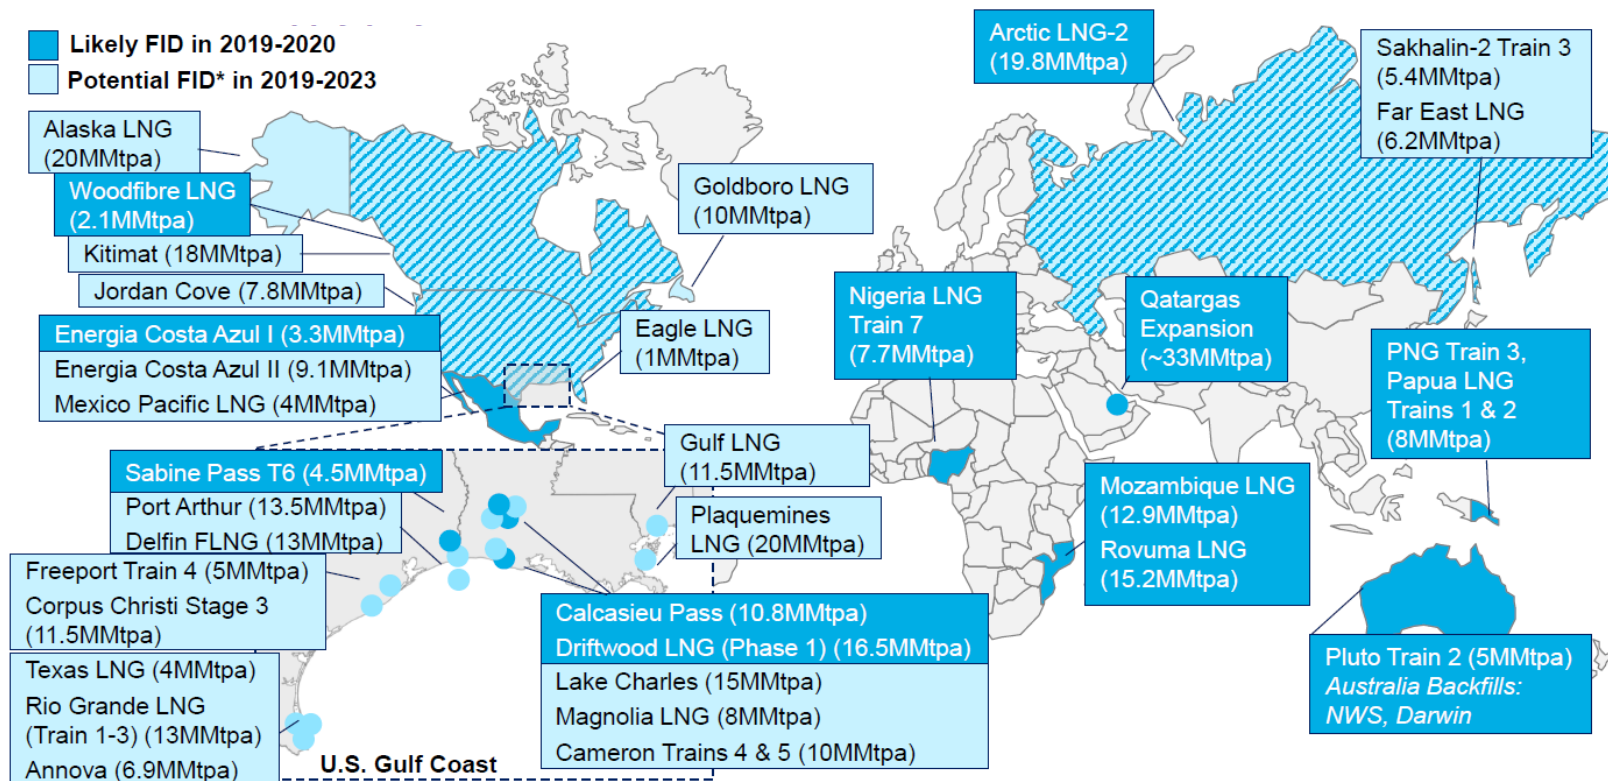 Likely FID in 2019-2020
Potential FID* in 2019-2023
Alaska LNG
(20MMtpa)
Woodfibre LNG
(2.1MMtpa)
Kitimat (18MMtpa)
Jordan Cove (7.8MMtpa)
Energia Costa Azul I (3.3MMtpa)
Energia Costa Azul II (9.1MMtpa)
Mexico Pacific LNG (4MMtpa)
Goldboro LNG
(10MMtpa)
Eagle LNG
(1MMtpa)
Sabine Pass T6 (4.5MMtpa)
Port Arthur (13.5MMtpa)
Delfin FLNG (13MMtpa)
Freeport Train 4 (5MMtpa)
Corpus Christi Stage 3
(11.5MMtpa)
Texas LNG (4MMtpa)
Rio Grande LNG
(Train 1-3) (13MMtpa)
Annova (6.9MMtpa)
U.S. Gulf Coast
Gulf LNG
(11.5MMtpa)
Plaquemines
LNG (20MMtpa)
Calcasieu Pass (10.8MMtpa)
Driftwood LNG (Phase 1) (16.5MMtpa)
Lake Charles (15MMtpa)
Magnolia LNG (8MMtpa)
Cameron Trains 4 & 5 (10MMtpa)
Arctic LNG-2
(19.8MMtpa)
Sakhalin-2 Train 3
(5.4MMtpa)
Far East LNG
(6.2MMtpa)
Nigeria LNG
Train 7
(7.7MMtpa)
Qatargas
Expansion
(~33MMtpa)
PNG Train 3,
Papua LNG
Trains 1 & 2
(8MMtpa)
Mozambique LNG
(12.9MMtpa)
Rovuma LNG
(15.2MMtpa)
Pluto Train 2 (5MMtpa)
Australia Backfills:
NWS, Darwin